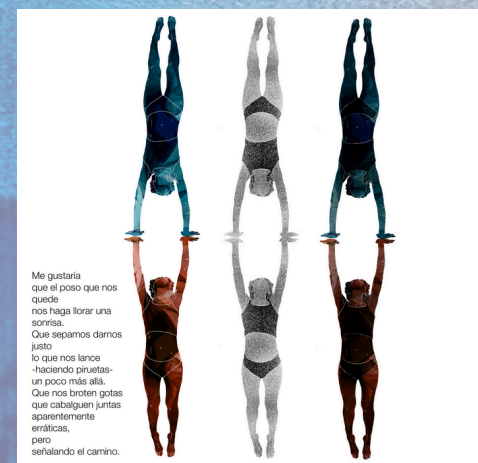 Me gustaría
que el poso que nos
quede
nos haga llorar una
sonrisa.
Que sepamos darnos
justo
lo que nos lance
-haciendo piruetas-
un poco más allá.
Que nos broten gotas
que cabalguen juntas
aparentemente
erráticas,
pero
señalando el camino.